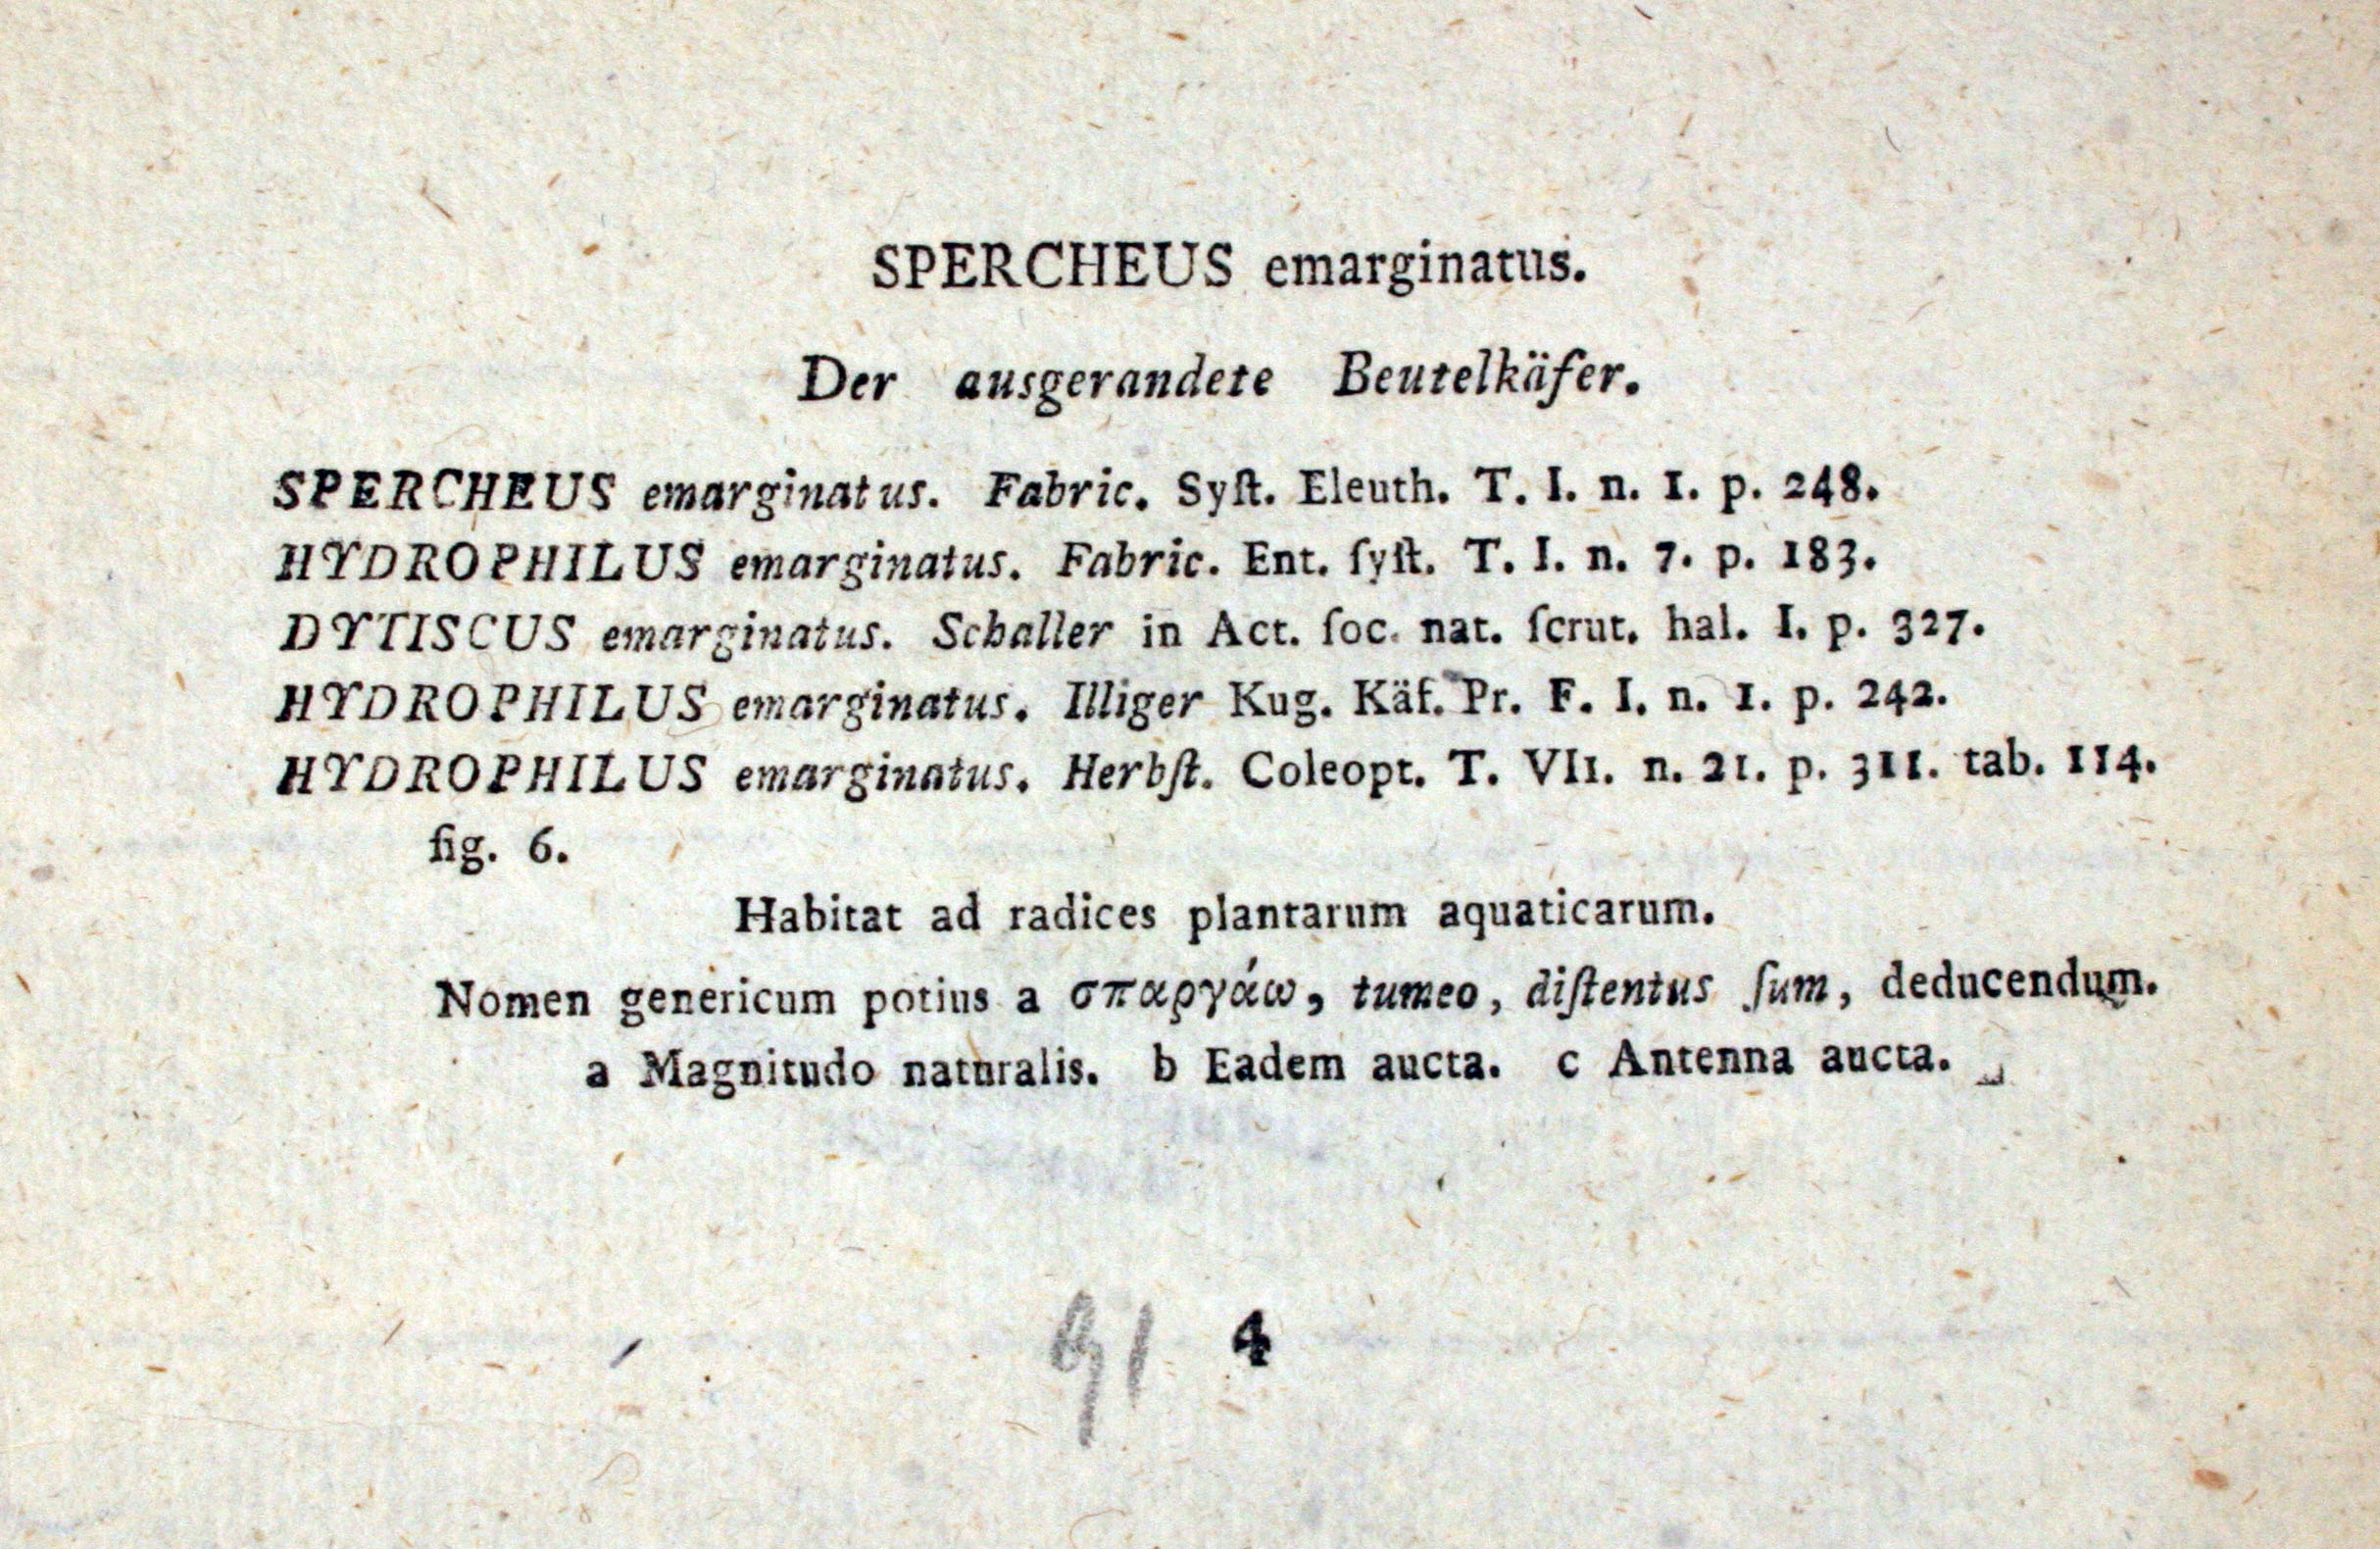 SPERCHEUS emarginatus.
Der ausgerandete Beutelkäfer.
SPERCHEUS emarginatus. Fabric. Syſt. Eleuth. T. I. n. 1. p. 248.
HYDROPHILUS emarginatus. Fabric. Ent. ſyſt. T. I. n. 7. p. 183.
DYTISCUS emarginatus. Schaller in Act. ſoc. nat. ſcrut. hal. I. p. 327.
HYDROPHILUS emarginatus. Illiger Kug. Käf. Pr. F. I. n. 1. p. 242.
HYDROPHILUS emarginatus. Herbſt. Coleopt. T. VII. n. 21. p. 311. tab. 114.
fig. 6.
Habitat ad radices plantarum aquaticarum.
Nomen genericum potius a σπαργάω, tumeo, diſtentus ſum, deducendum.
a Magnitudo naturalis. b Eadem aucta. c Antenna aucta.
91 4